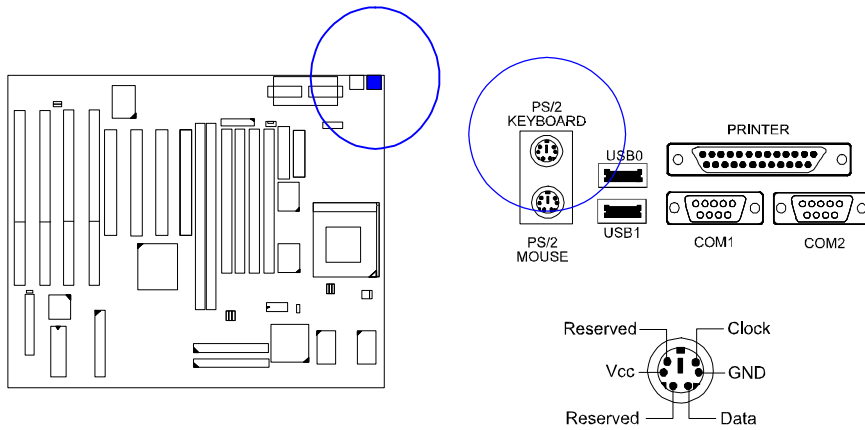 PS/2
KEYBOARD
USB0
PRINTER
USB1
PS/2
MOUSE
COM1
COM2
Reserved
Clock
Vcc
GND
Reserved
Data